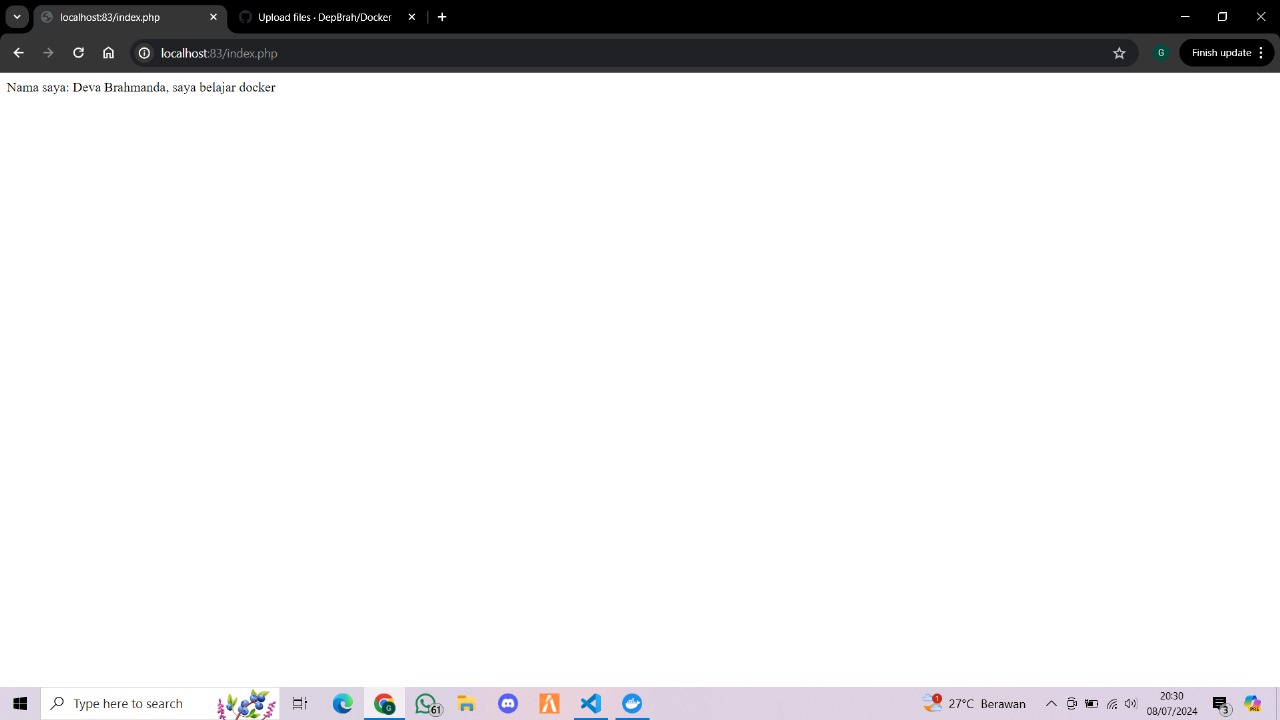 localhost:83/index.php
Upload files · DepBrah/Docker
localhost:83/index.php
G
Finish update
Nama saya: Deva Brahmanda, saya belajar docker
Type here to search
G
61
1
27°C Berawan
20:30
08/07/2024
3
PRE